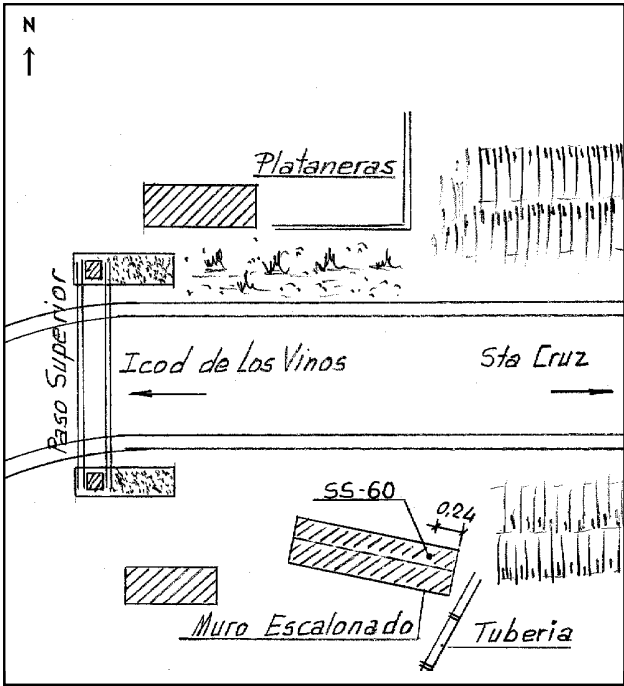 N
Plataneras
Paso Superior
Icod de Los Vinos
Sta Cruz
SS-60
0,24
Muro Escalonado
Tuberia